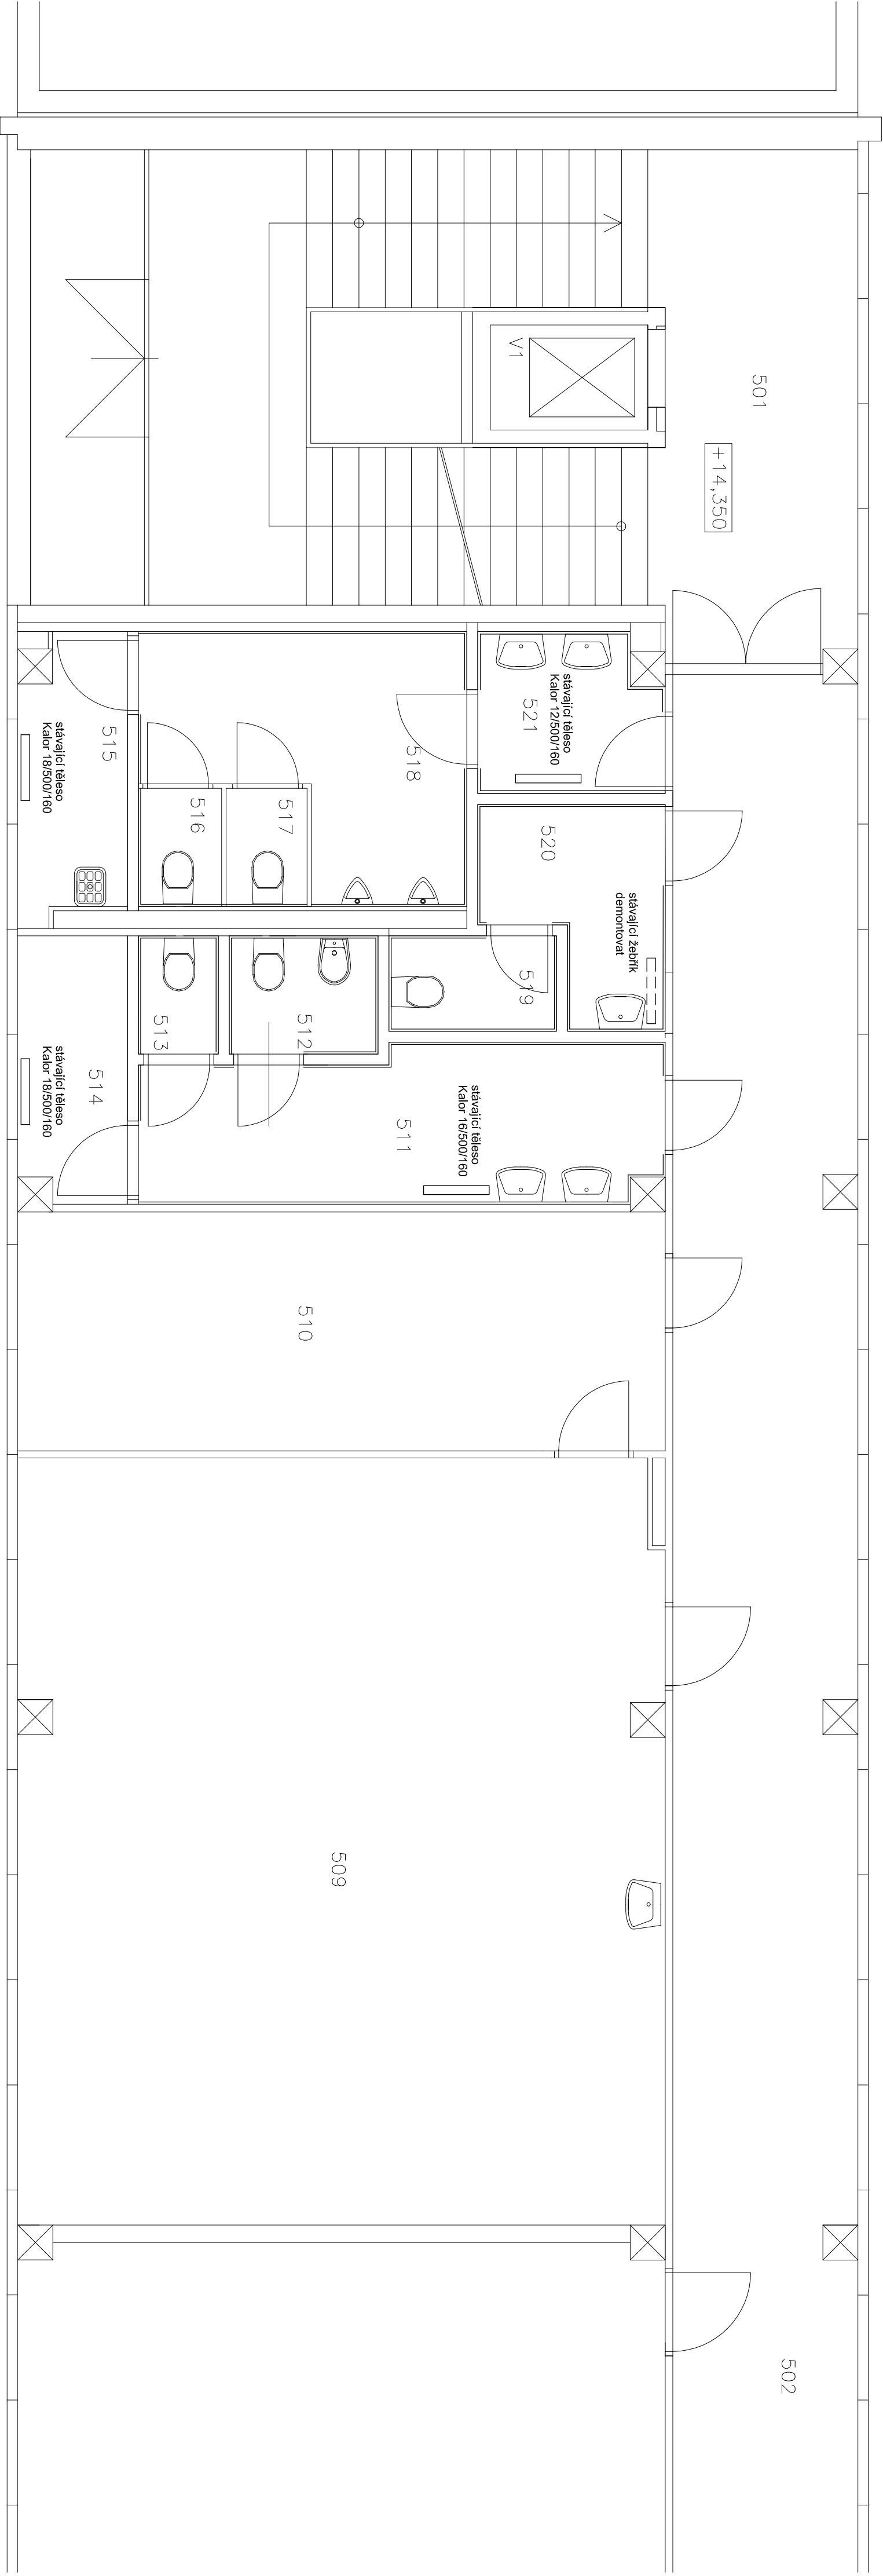 501
+14,350
V1
stávající těleso
Kalor 12/500/160
521
518
517
516
515
stávající těleso
Kalor 18/500/160
520
stávající žebřík
demontovat
519
512
513
514
stávající těleso
Kalor 18/500/160
stávající těleso
Kalor 16/500/160
511
510
509
502